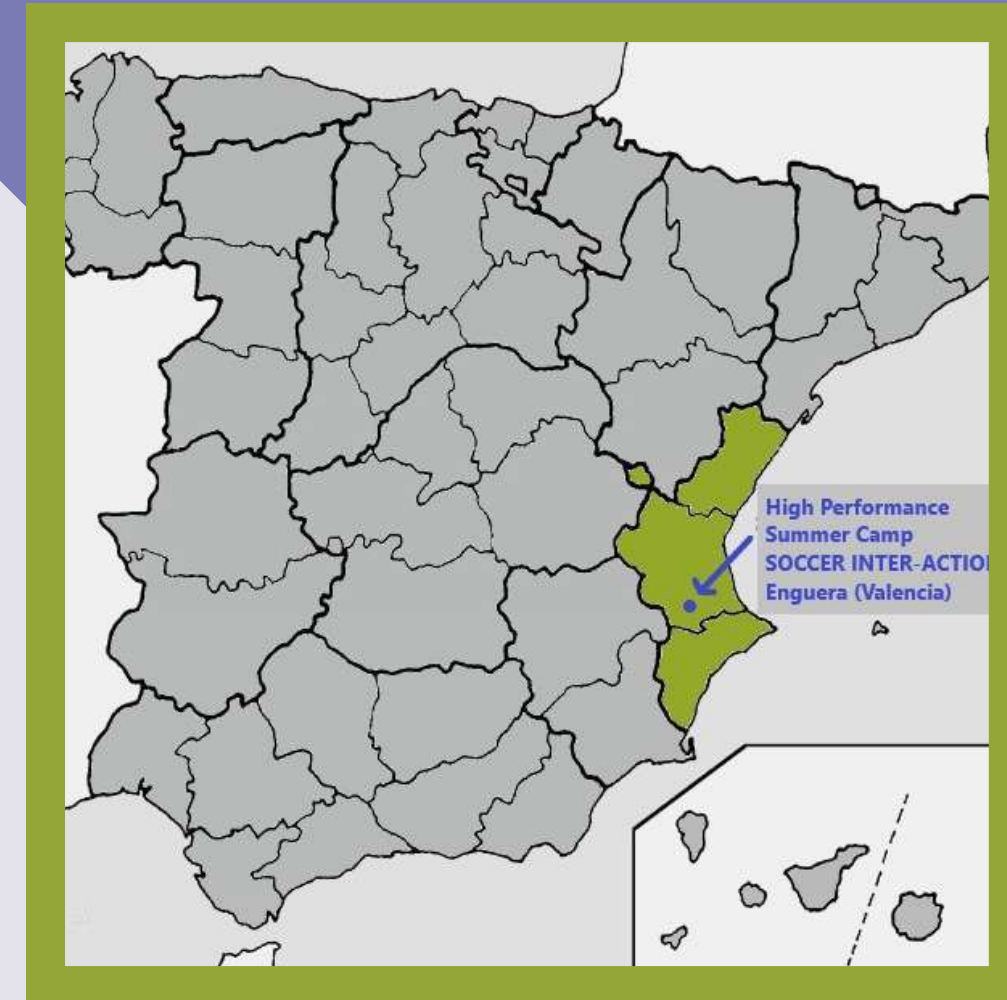 High Performance
Summer Camp
SOCCER INTER-ACTIO
Enguera (Valencia)